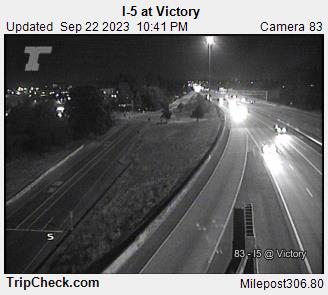 I-5 at Victory
Updated Sep 22 2023 10:41 PM Camera 83
S
83 - I5 @ Victory
TripCheck.com Milepost306.80